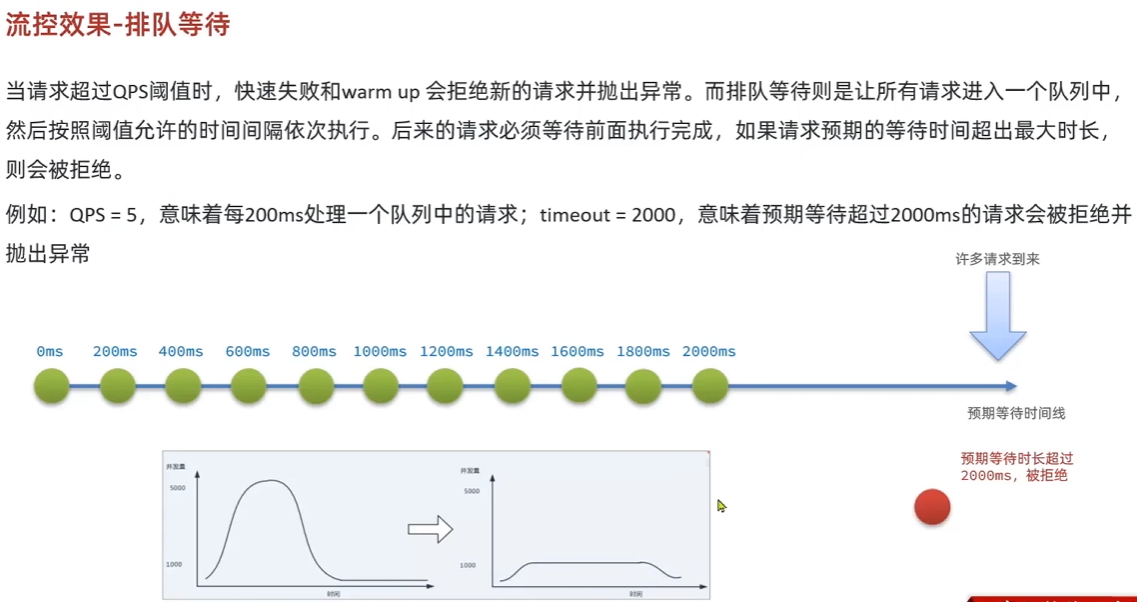 流控效果-排队等待
当请求超过QPS阈值时，快速失败和warm up 会拒绝新的请求并抛出异常。而排队等待则是让所有请求进入一个队列中，
然后按照阈值允许的时间间隔依次执行。后来的请求必须等待前面执行完成，如果请求预期的等待时间超出最大时长，
则会被拒绝。
例如：QPS = 5，意味着每200ms处理一个队列中的请求；timeout = 2000，意味着预期等待超过2000ms的请求会被拒绝并
抛出异常
许多请求到来
0ms 200ms 400ms 600ms 800ms 1000ms 1200ms 1400ms 1600ms 1800ms 2000ms
预期等待时间线
预期等待时长超过
2000ms，被拒绝
并发量
5000
1000
时间
并发量
5000
1000
时间